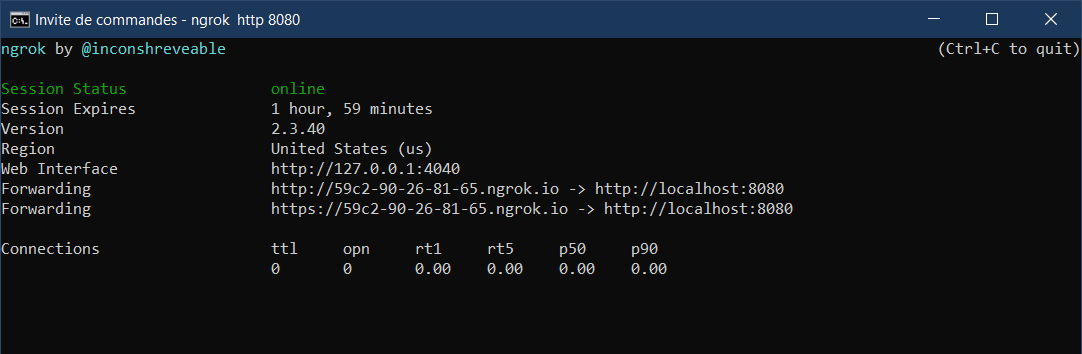 Invite de commandes - ngrok  http 8080
ngrok by @inconshreveable (Ctrl+C to quit)
Session Status online
Session Expires 1 hour, 59 minutes
Version 2.3.40
Region United States (us)
Web Interface http://127.0.0.1:4040
Forwarding http://59c2-90-26-81-65.ngrok.io -> http://localhost:8080
Forwarding https://59c2-90-26-81-65.ngrok.io -> http://localhost:8080
Connections ttl opn rt1 rt5 p50 p90
0 0 0.00 0.00 0.00 0.00